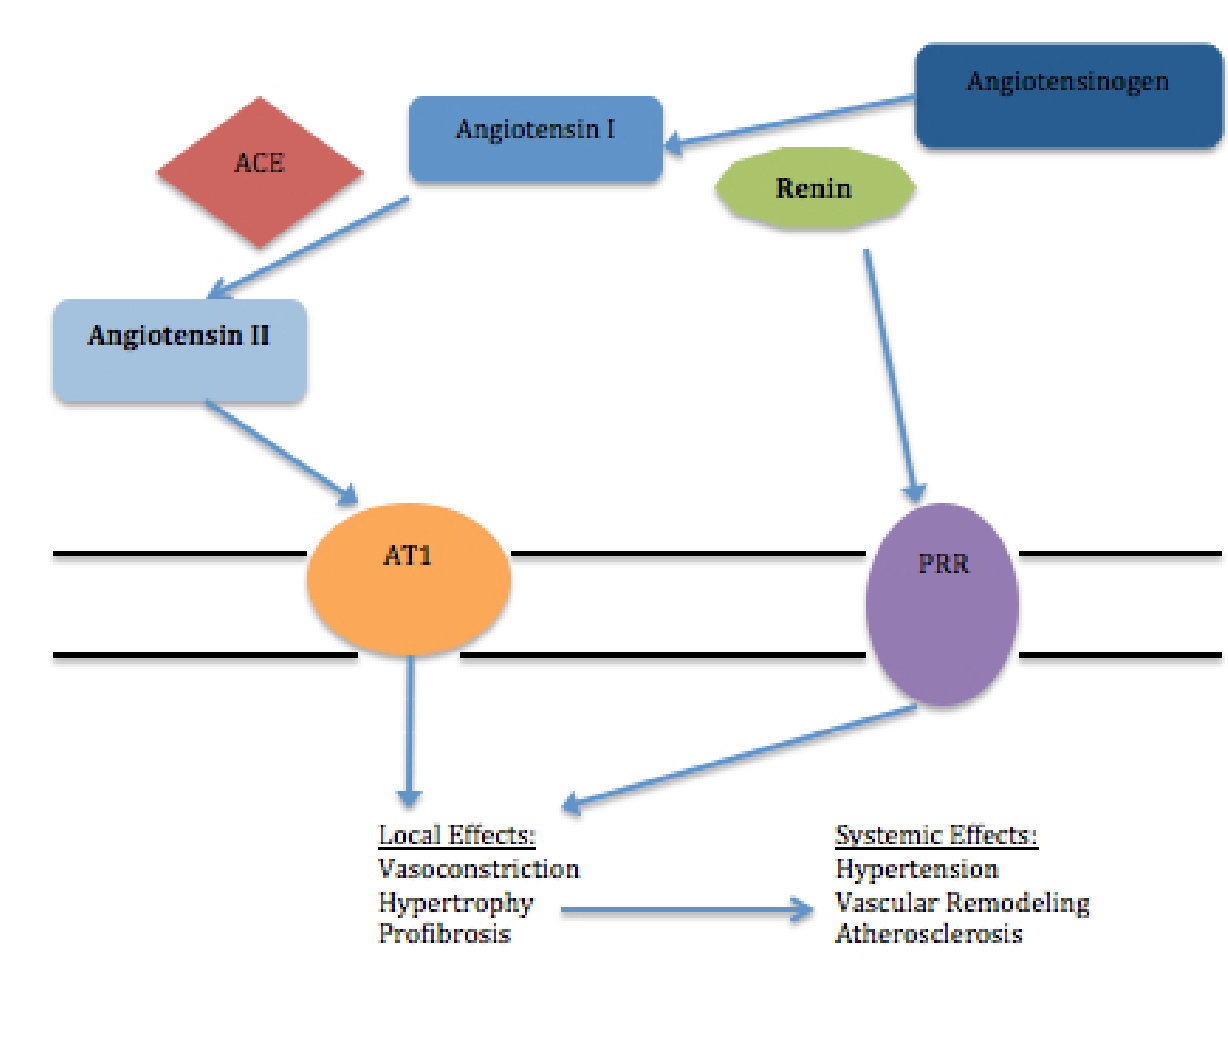 Angiotensinogen
Angiotensin I
ACE
Renin
Angiotensin II
AT1
PRR
Local Effects:
Vasoconstriction
Hypertrophy
Profibrosis
Systemic Effects:
Hypertension
Vascular Remodeling
Atherosclerosis